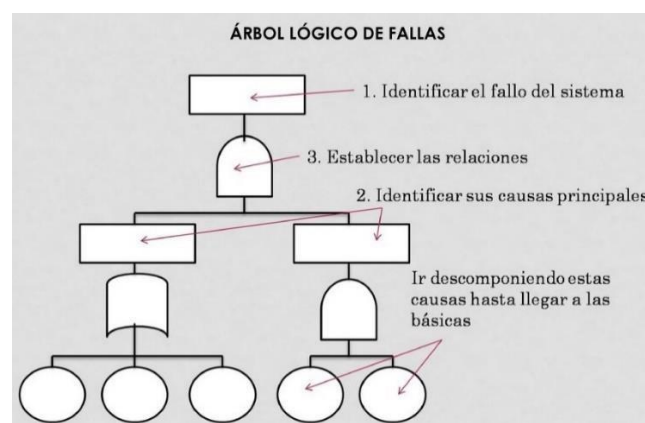 ÁRBOL LÓGICO DE FALLAS
1. Identificar el fallo del sistema
3. Establecer las relaciones
2. Identificar sus causas principales
Ir descomponiendo estas
causas hasta llegar a las
básicas